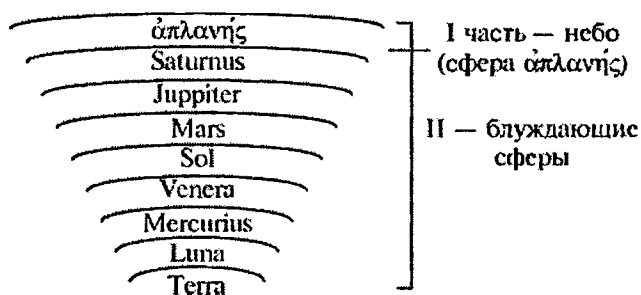 ἀπλανής
Saturnus
Juppiter
Mars
Sol
Venera
Mercurius
Luna
Terra
I часть — небо
(сфера ἀπλανής)
II — блуждающие
сферы